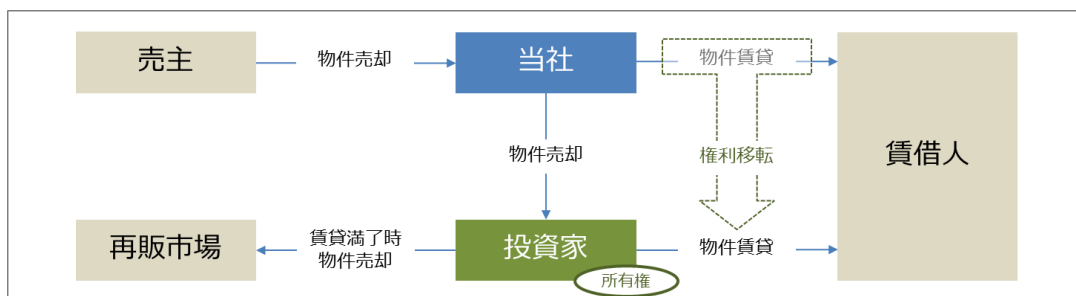 売主
物件売却
当社
物件賃貸
賃借人
物件売却
権利移転
再販市場
賃貸満了時
物件売却
投資家
物件賃貸
所有権